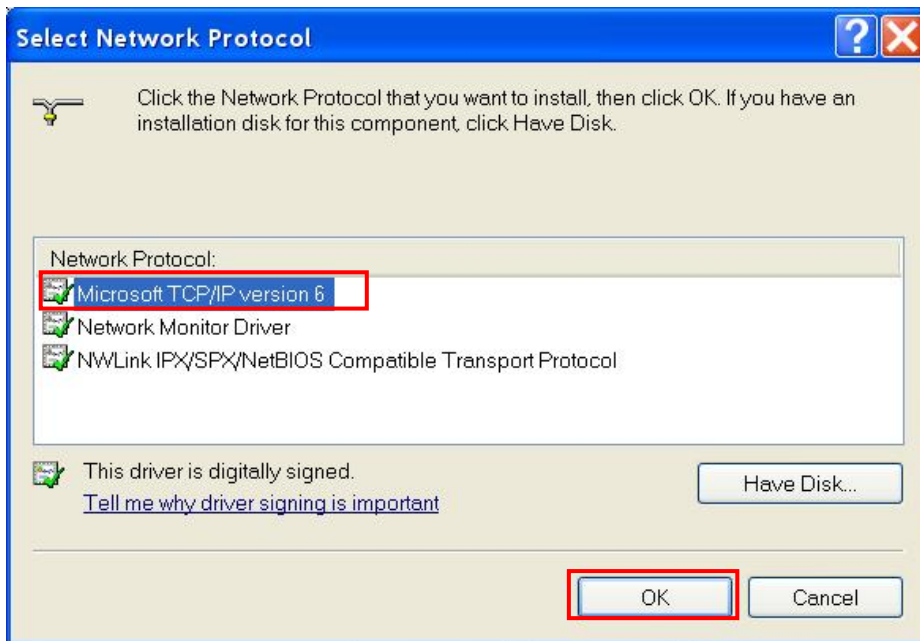 Select Network Protocol
?
Click the Network Protocol that you want to install, then click OK. If you have an
installation disk for this component, click Have Disk.
Network Protocol:
Microsoft TCP/IP version 6
Network Monitor Driver
NWLink IPX/SPX/NetBIOS Compatible Transport Protocol
This driver is digitally signed.
Tell me why driver signing is important
Have Disk...
OK
Cancel